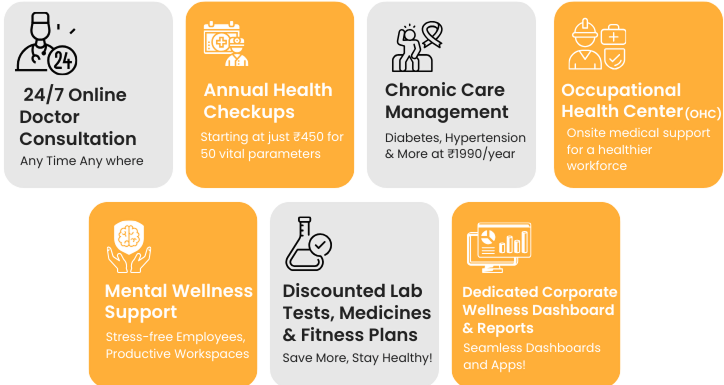 24
24/7 Online
Doctor
Consultation
Any Time Any where
Annual Health
Checkups
Starting at just ₹450 for
50 vital parameters
Chronic Care
Management
Diabetes, Hypertension
& More at ₹1990/year
Occupational
Health Center(OHC)
Onsite medical support
for a healthier
workforce
Mental Wellness
Support
Stress-free Employees,
Productive Workspaces
Discounted Lab
Tests, Medicines
& Fitness Plans
Save More, Stay Healthy!
Dedicated Corporate
Wellness Dashboard
& Reports
Seamless Dashboards
and Apps!